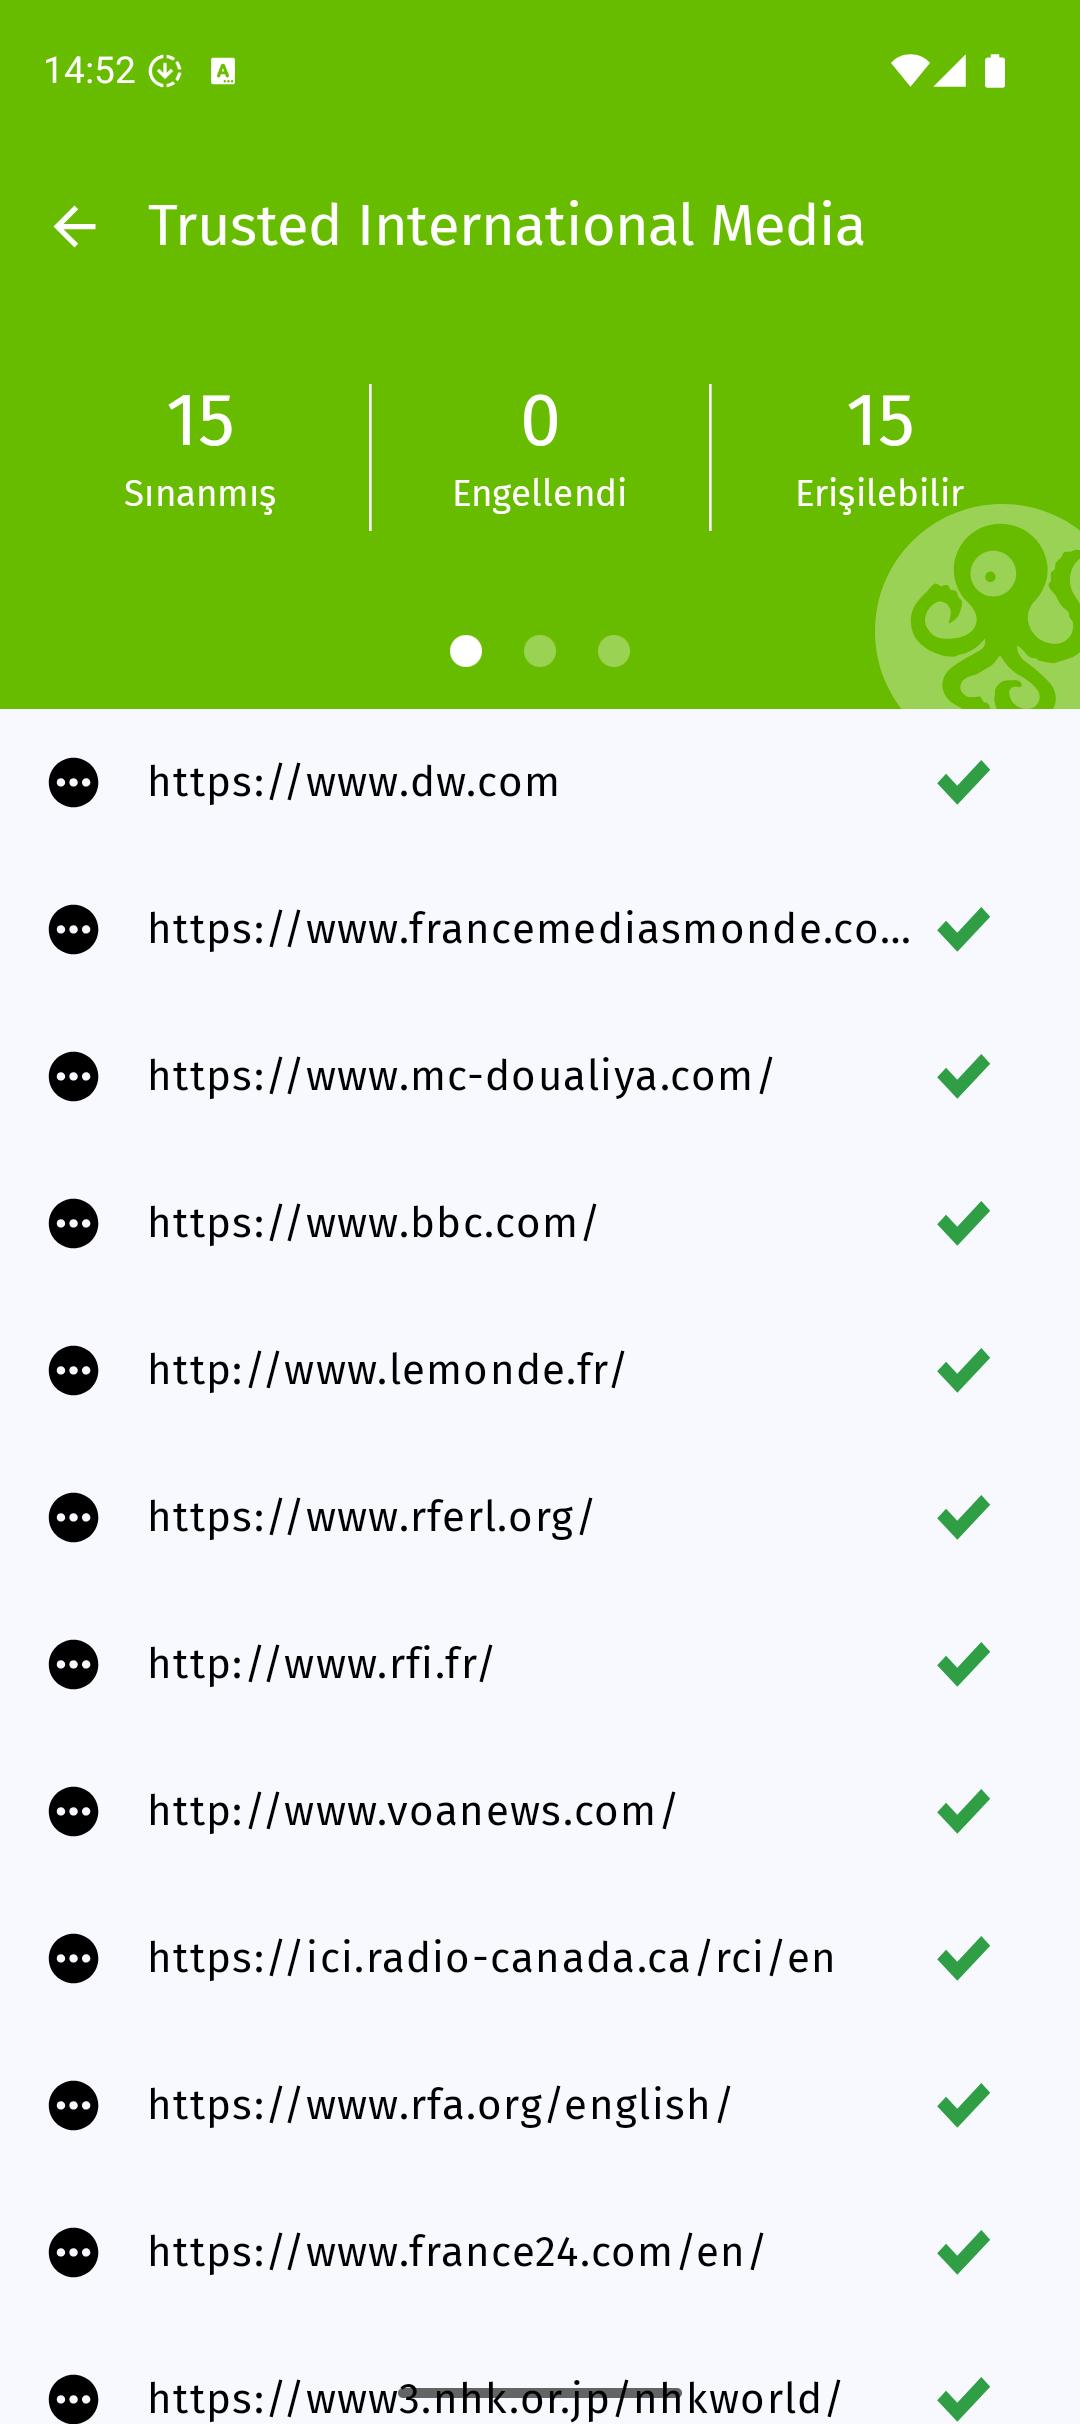 14:52
Trusted International Media
15
Sınanmış
0
Engellendi
15
Erişilebilir
https://www.dw.com
https://www.francemediasmonde.co...
https://www.mc-doualiya.com/
https://www.bbc.com/
http://www.lemonde.fr/
https://www.rferl.org/
http://www.rfi.fr/
http://www.voanews.com/
https://ici.radio-canada.ca/rci/en
https://www.rfa.org/english/
https://www.france24.com/en/
https://www3.nhk.or.jp/nhkworld/